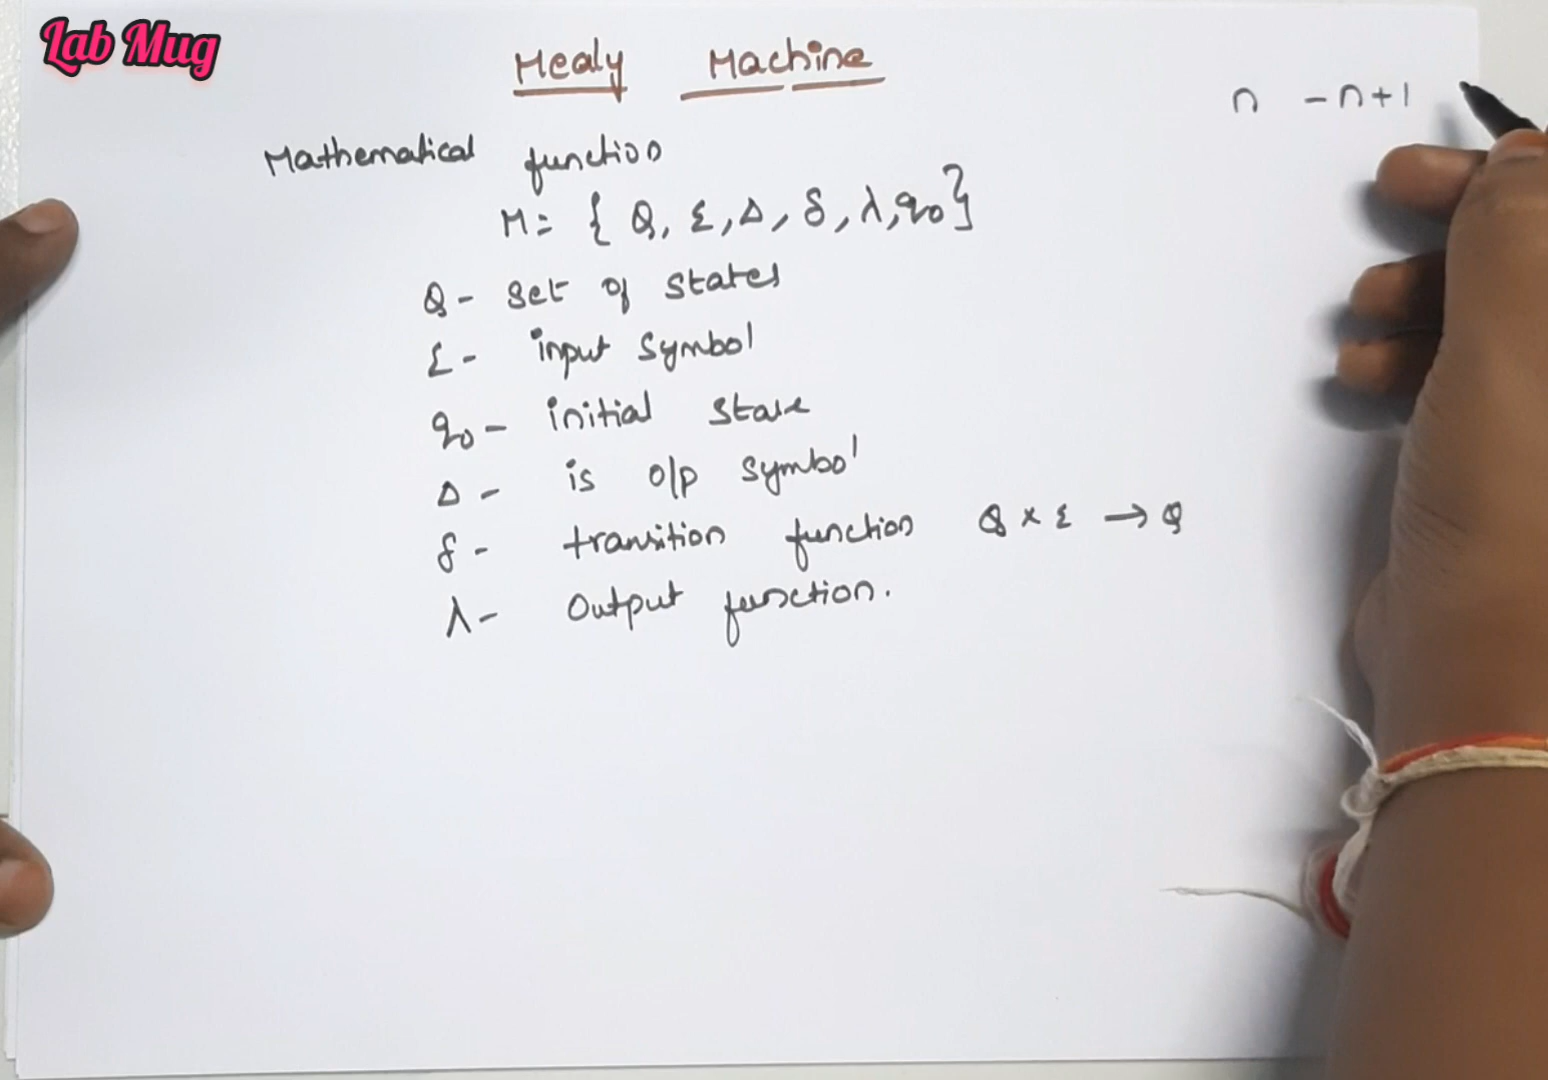 Lab Mug
Mealy Machine
n - n+1
Mathematical function
M = { Q, Σ, Δ, δ, λ, q0 }
Q - set of states
Σ - input symbol
q0 - initial state
Δ - is o/p symbol
δ - transition function Q × Σ → Q
λ - Output function.